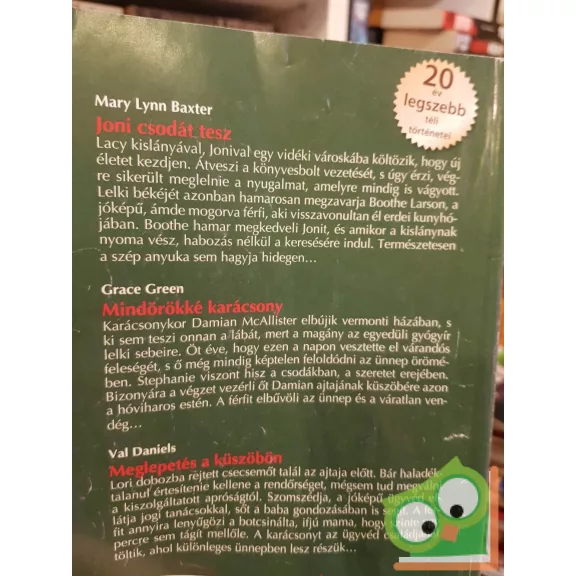 20
év
legszebb
téli
történetei
Mary Lynn Baxter
Joni csodát tesz
Lacy kislányával, Jonival egy vidéki városkába költözik, hogy új
életet kezdjen. Átveszi a könyvesbolt vezetését, s úgy érzi, vég-
re sikerült meglelnie a nyugalmat, amelyre mindig is vágyott.
Lelki békéjét azonban hamarosan megzavarja Boothe Larson, a
jóképű, ámde mogorva férfi, aki visszavonultan él erdei kunyhó-
jában. Boothe hamar megkedveli Jonit, és amikor a kislánynak
nyoma vész, habozás nélkül a keresésére indul. Természetesen
a szép anyuka sem hagyja hidegen...
Grace Green
Mindörökké karácsony
Karácsonykor Damian McAllister elbújik vermonti házában, s
ki sem teszi onnan a lábát, mert a magány az egyedüli gyógyír
lelki sebeire. Öt éve, hogy ezen a napon vesztette el várandós
feleségét, s ő még mindig képtelen feloldódni az ünnep örömé-
ben. Stephanie viszont hisz a csodákban, a szeretet erejében.
Bizonyára a végzet vezérli őt Damian ajtajának küszöbére azon
a hóviharos estén. A férfit elbűvöli az ünnep és a váratlan ven-
dég...
Val Daniels
Meglepetés a küszöbön
Lori dobozba rejtett csecsemőt talál az ajtaja előtt. Bár haladék-
talanul értesítenie kellene a rendőrséget, mégsem tud megválni
a kiszolgáltatott apróságtól. Szomszédja, a jóképű ügyvéd el-
látja jogi tanácsokkal, sőt a baba gondozásában is segít. A fér-
fit annyira lenyűgözi a botcsinálta, ifjú mama, hogy szinte
percre sem tágít mellőle. A karácsonyt az ügyvéd családjánál
töltik, ahol különleges ünnepben lesz részük...